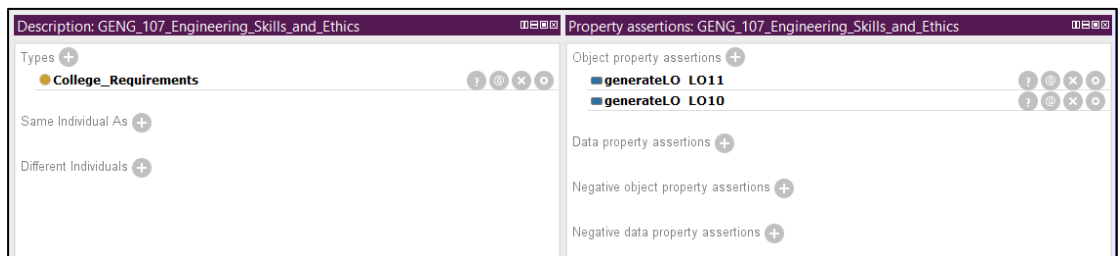 Description: GENG_107_Engineering_Skills_and_Ethics
Types
College_Requirements
Same Individual As
Different Individuals
Property assertions: GENG_107_Engineering_Skills_and_Ethics
Object property assertions
generateLO LO11
generateLO LO10
Data property assertions
Negative object property assertions
Negative data property assertions